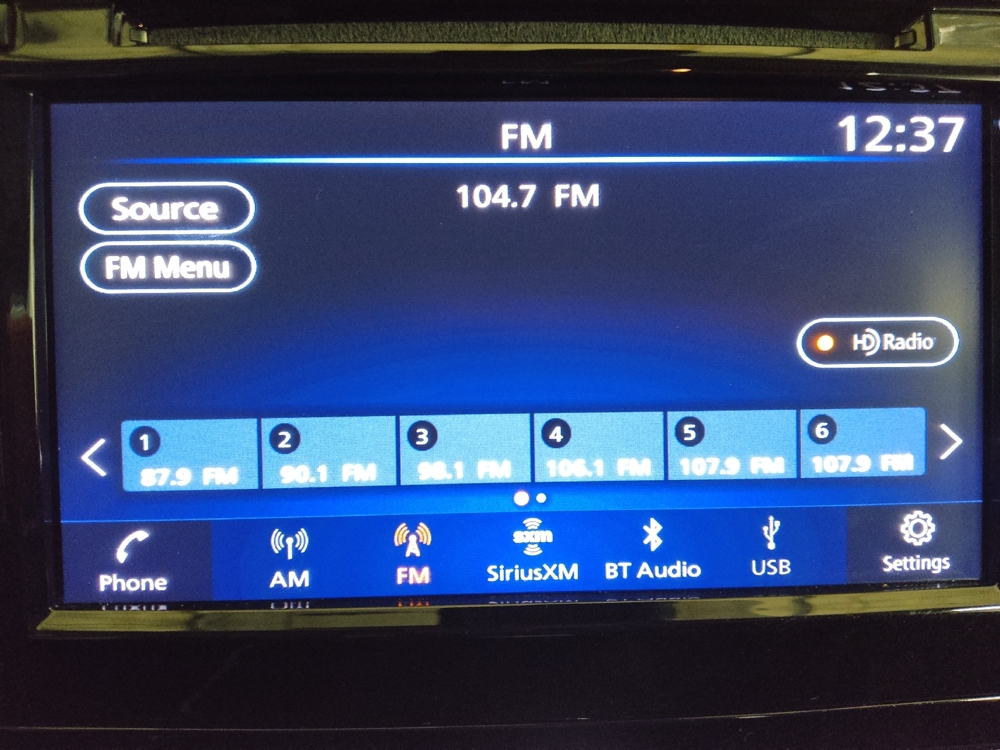 FM
12:37
104.7 FM
Source
FM Menu
HD Radio
1 2 3 4 5 6
87.9 FM 90.1 FM 98.1 FM 106.1 FM 107.9 FM 107.9 FM
sxm
Phone AM FM SiriusXM BT Audio USB Settings